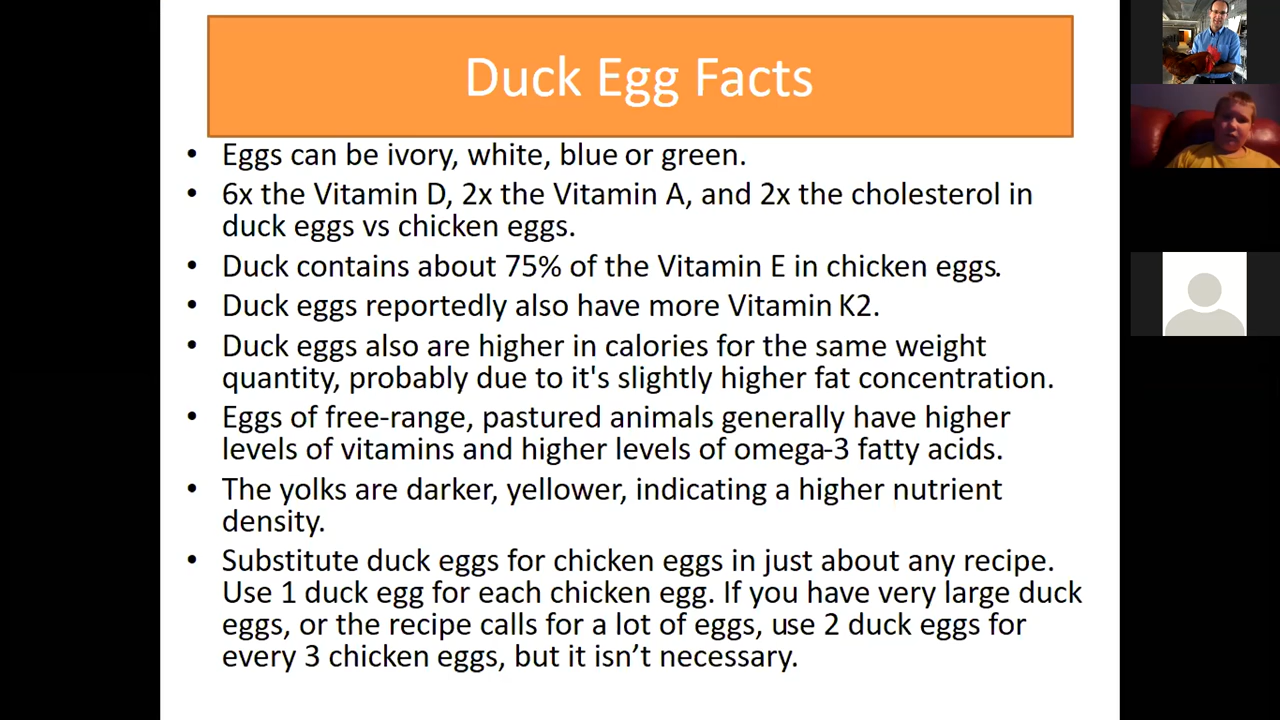 Duck Egg Facts
• Eggs can be ivory, white, blue or green.
• 6x the Vitamin D, 2x the Vitamin A, and 2x the cholesterol in
duck eggs vs chicken eggs.
• Duck contains about 75% of the Vitamin E in chicken eggs.
• Duck eggs reportedly also have more Vitamin K2.
• Duck eggs also are higher in calories for the same weight
quantity, probably due to it's slightly higher fat concentration.
• Eggs of free-range, pastured animals generally have higher
levels of vitamins and higher levels of omega-3 fatty acids.
• The yolks are darker, yellower, indicating a higher nutrient
density.
• Substitute duck eggs for chicken eggs in just about any recipe.
Use 1 duck egg for each chicken egg. If you have very large duck
eggs, or the recipe calls for a lot of eggs, use 2 duck eggs for
every 3 chicken eggs, but it isn’t necessary.